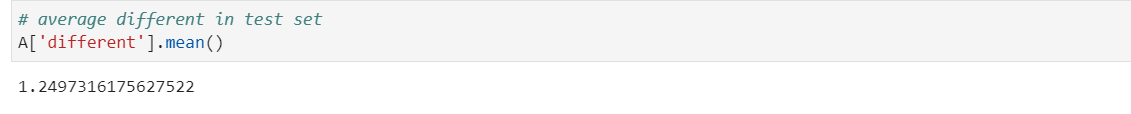 # average different in test set
A['different'].mean()
1.2497316175627522